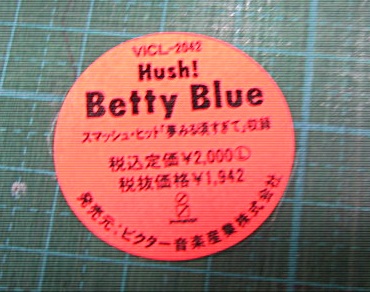 VICL-2042
Hush!
Betty Blue
スマッシュ・ヒット「夢みる涙すぎて」収録
税込定価¥2,000Ⓛ
税抜価格¥1,942
発売元:ビクター音楽産業株式会社